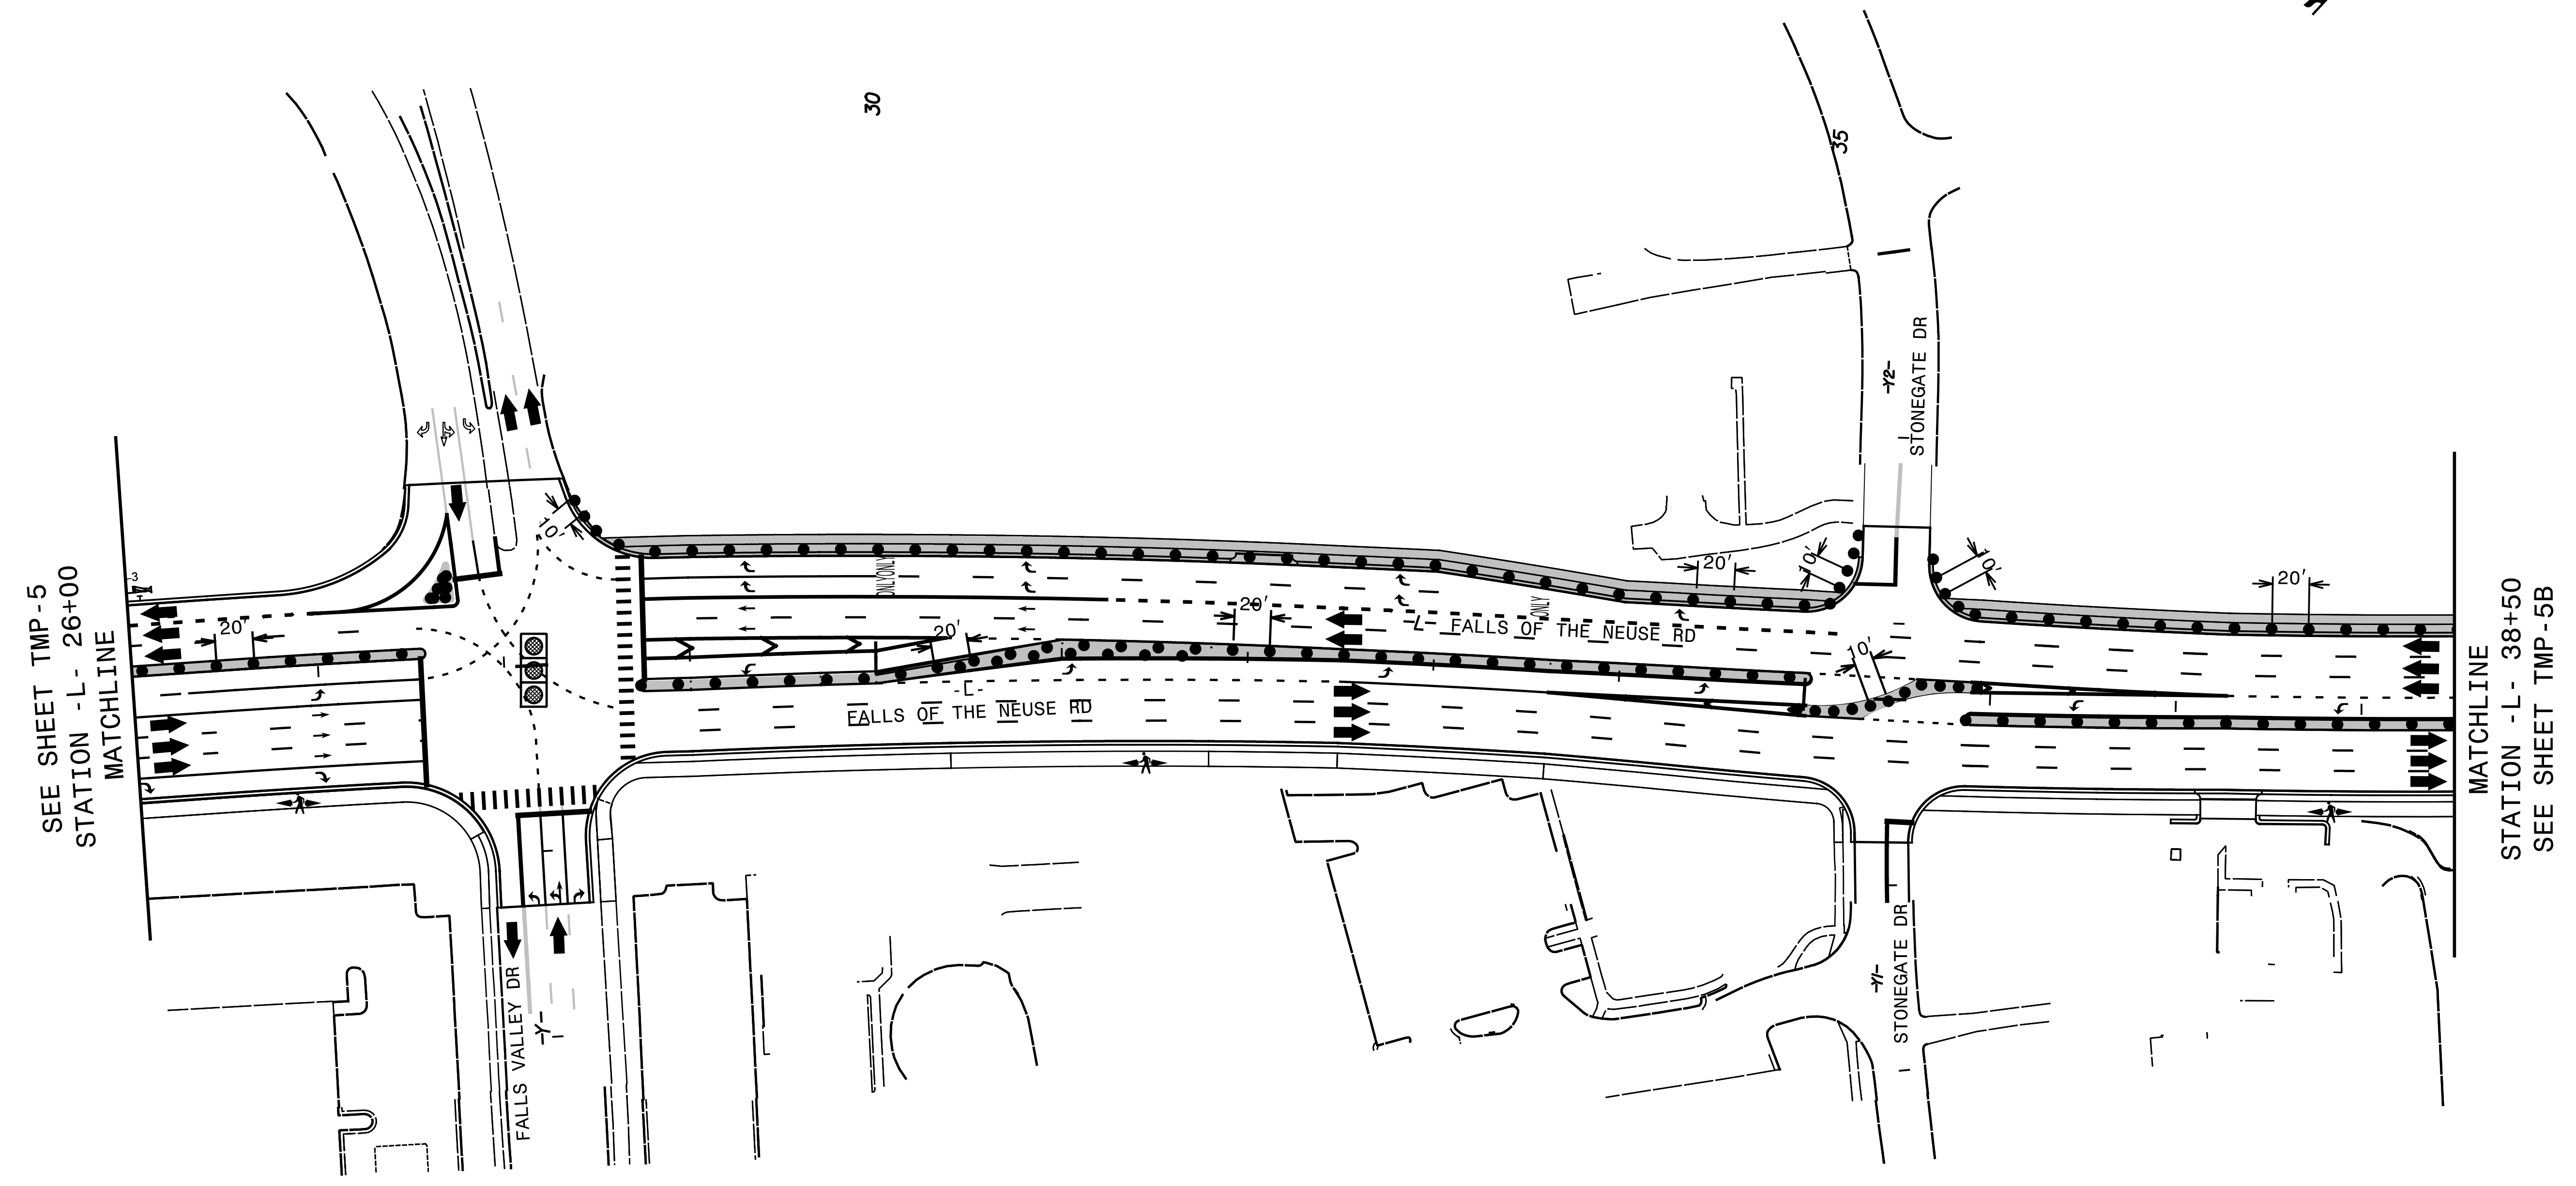 30
35
STONEGATE DR
-Y2-
SEE SHEET TMP-5
STATION -L- 26+00
MATCHLINE
20'
10'
ONLY
ONLY
20'
20'
-L-
FALLS OF THE NEUSE RD
ONLY
-L- FALLS OF THE NEUSE RD
20'
10'
10'
10'
20'
MATCHLINE
STATION -L- 38+50
SEE SHEET TMP-5B
FALLS VALLEY DR
-Y-
-Y1-
STONEGATE DR